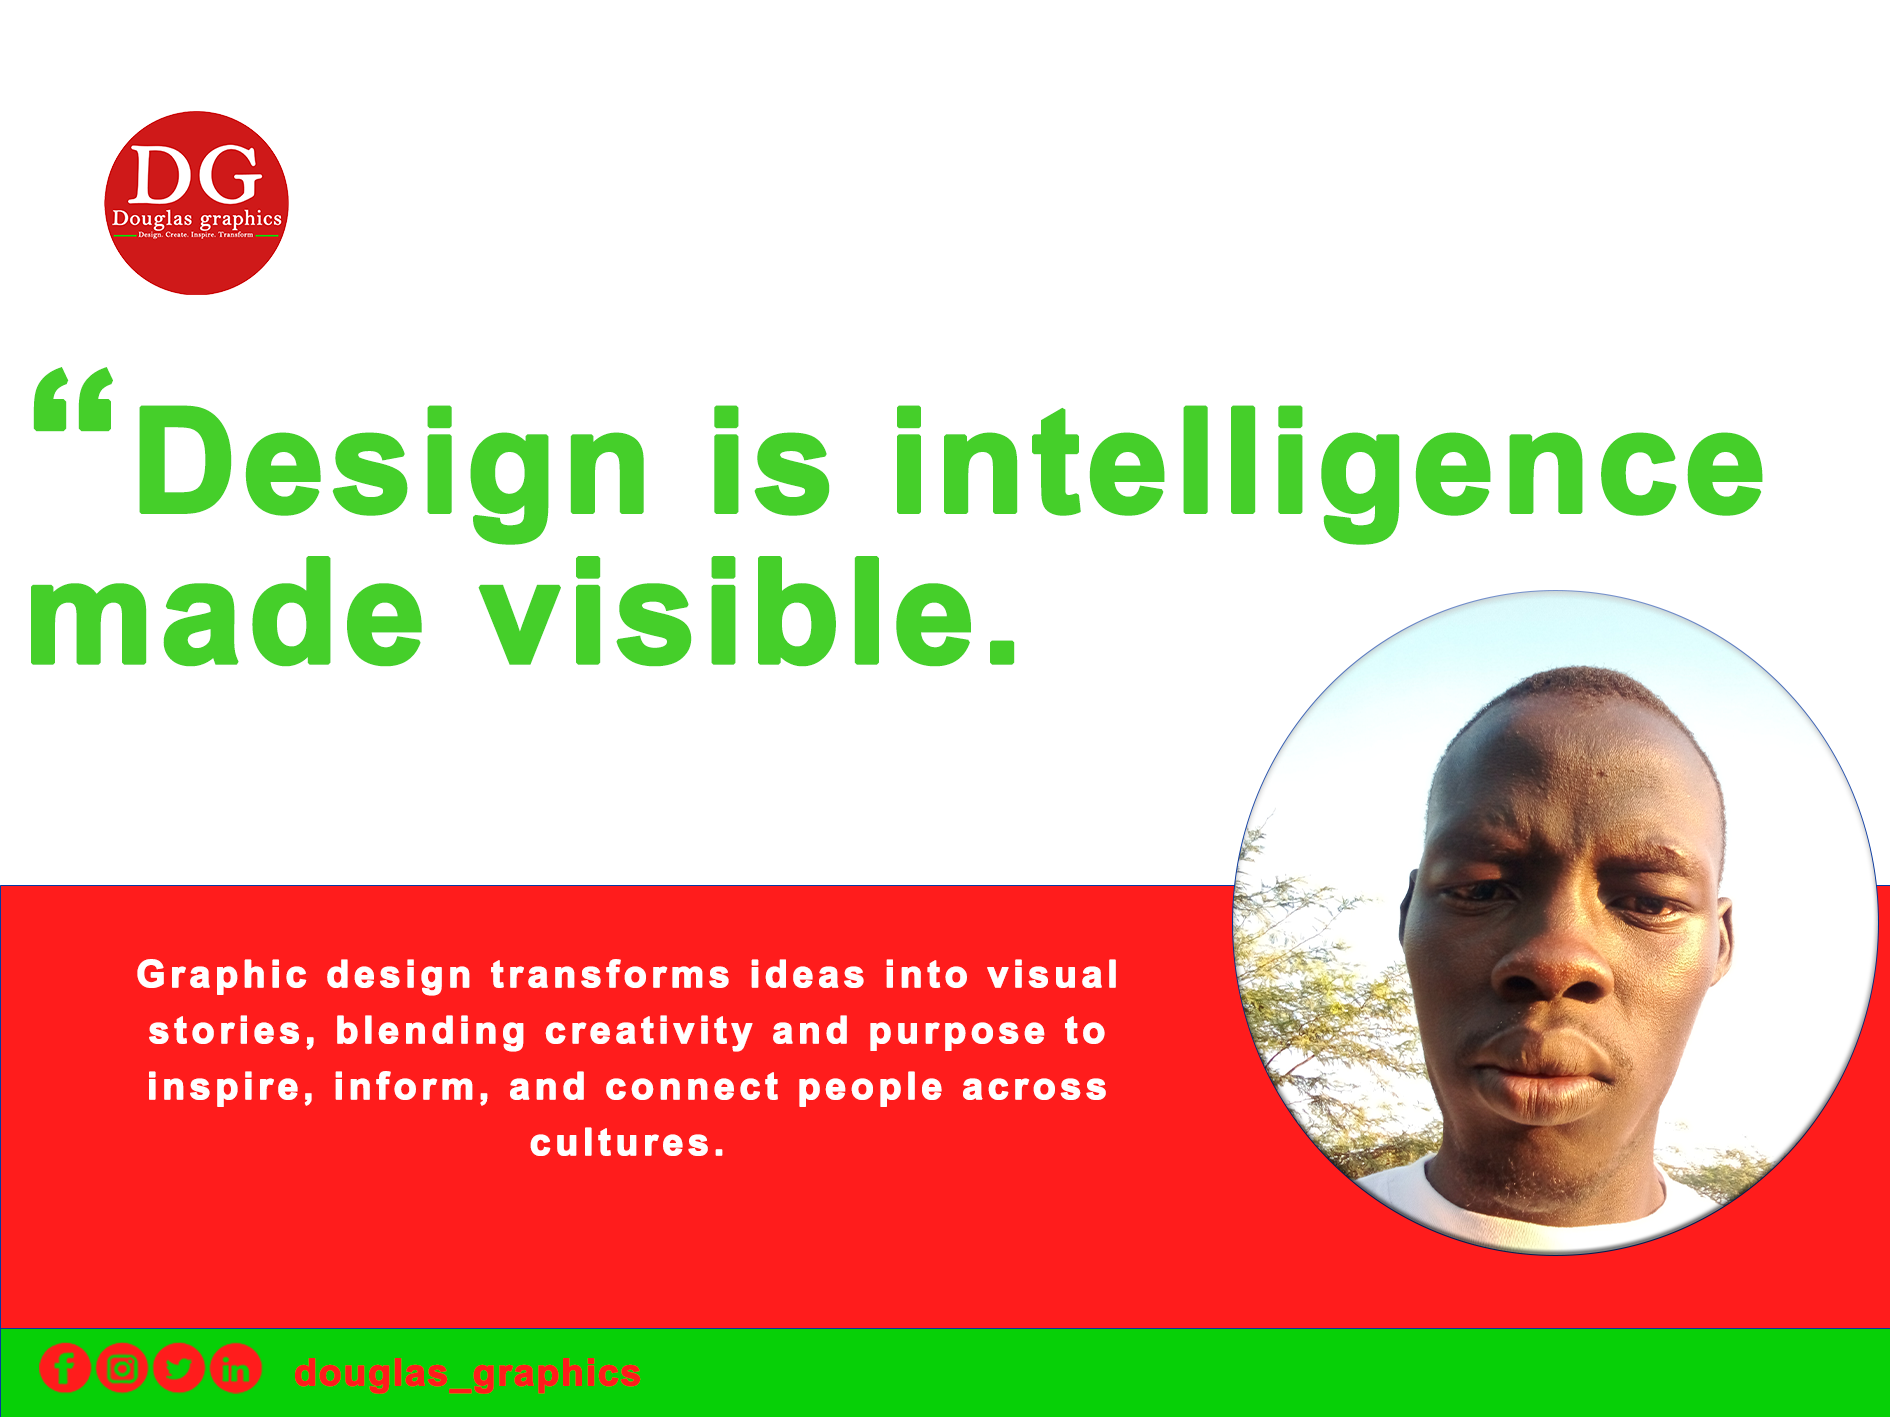 DG
Douglas graphics
Design. Create. Inspire. Transform
“Design is intelligence
made visible.
Graphic design transforms ideas into visual
stories, blending creativity and purpose to
inspire, inform, and connect people across
cultures.
douglas_graphics